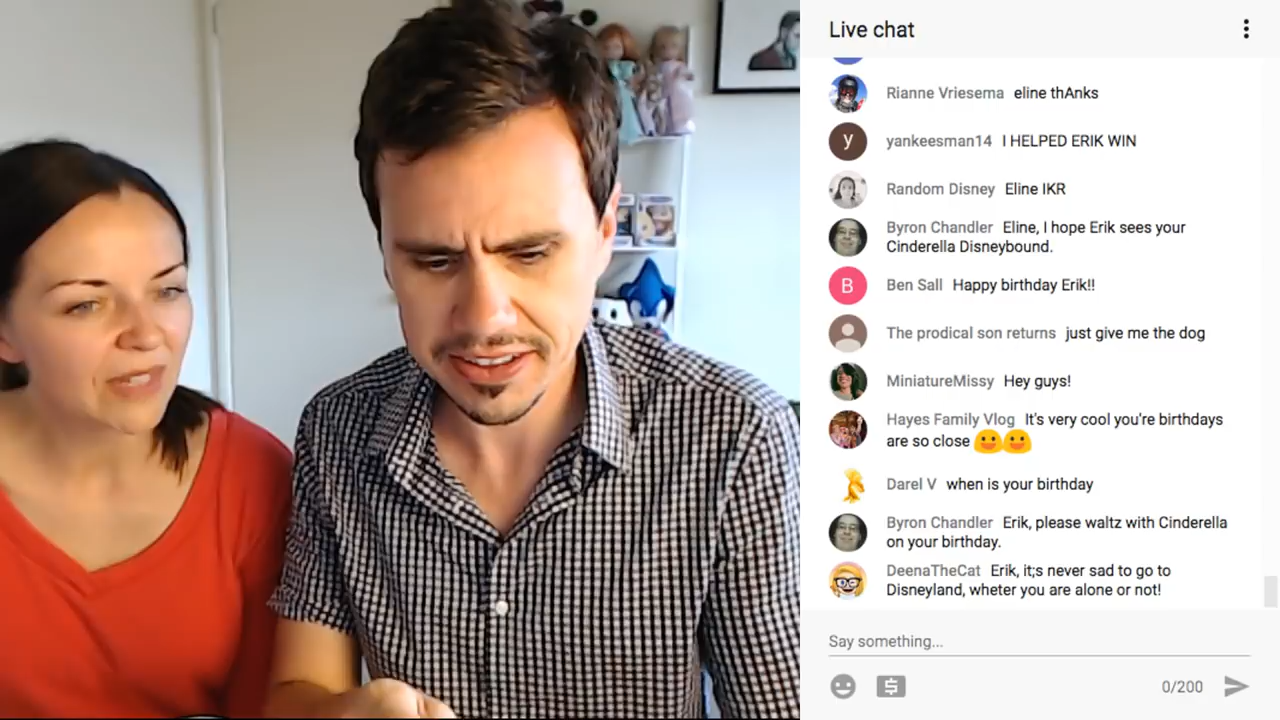 Live chat
Rianne Vriesema eline thAnks
y
yankeesman14 I HELPED ERIK WIN
Random Disney Eline IKR
Byron Chandler Eline, I hope Erik sees your
Cinderella Disneybound.
B
Ben Sall Happy birthday Erik!!
The prodical son returns just give me the dog
MiniatureMissy Hey guys!
Hayes Family Vlog It's very cool you're birthdays
are so close
Darel V when is your birthday
Byron Chandler Erik, please waltz with Cinderella
on your birthday.
DeenaTheCat Erik, it;s never sad to go to
Disneyland, wheter you are alone or not!
Say something...
$ 0/200